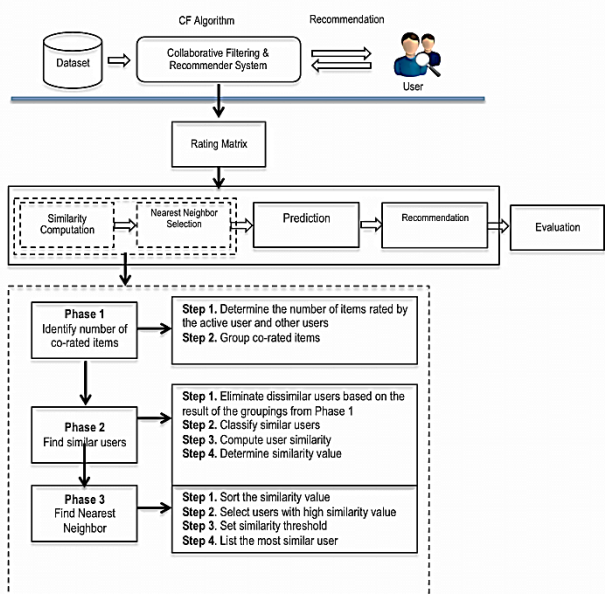 CF Algorithm
Recommendation
Dataset
Collaborative Filtering &
Recommender System
User
Rating Matrix
Similarity
Computation
Nearest Neighbor
Selection
Prediction
Recommendation
Evaluation
Phase 1
Identify number of
co-rated items
Step 1. Determine the number of items rated by
the active user and other users
Step 2. Group co-rated items
Phase 2
Find similar users
Step 1. Eliminate dissimilar users based on the
result of the groupings from Phase 1
Step 2. Classify similar users
Step 3. Compute user similarity
Step 4. Determine similarity value
Phase 3
Find Nearest
Neighbor
Step 1. Sort the similarity value
Step 2. Select users with high similarity value
Step 3. Set similarity threshold
Step 4. List the most similar user